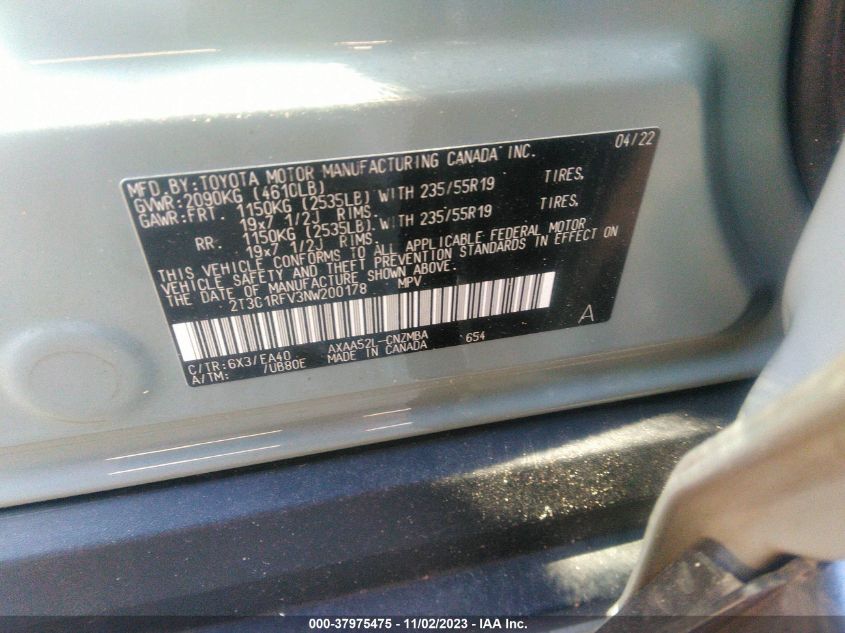 MFD. BY: TOYOTA MOTOR MANUFACTURING CANADA INC. 04/22
GVWR: 2090KG (4610LB)
GAWR: FRT. 1150KG (2535LB) WITH 235/55R19 TIRES,
19x7 1/2J RIMS.
RR. 1150KG (2535LB) WITH 235/55R19 TIRES,
19x7 1/2J RIMS.
THIS VEHICLE CONFORMS TO ALL APPLICABLE FEDERAL MOTOR
VEHICLE SAFETY AND THEFT PREVENTION STANDARDS IN EFFECT ON
THE DATE OF MANUFACTURE SHOWN ABOVE.
2T3C1RFV3NW200178 MPV
A
C/TR: 6X3/EA40 AXAA52L-CNZMBA 654
A/TM: /UB80E MADE IN CANADA
000-37975475 - 11/02/2023 - IAA Inc.